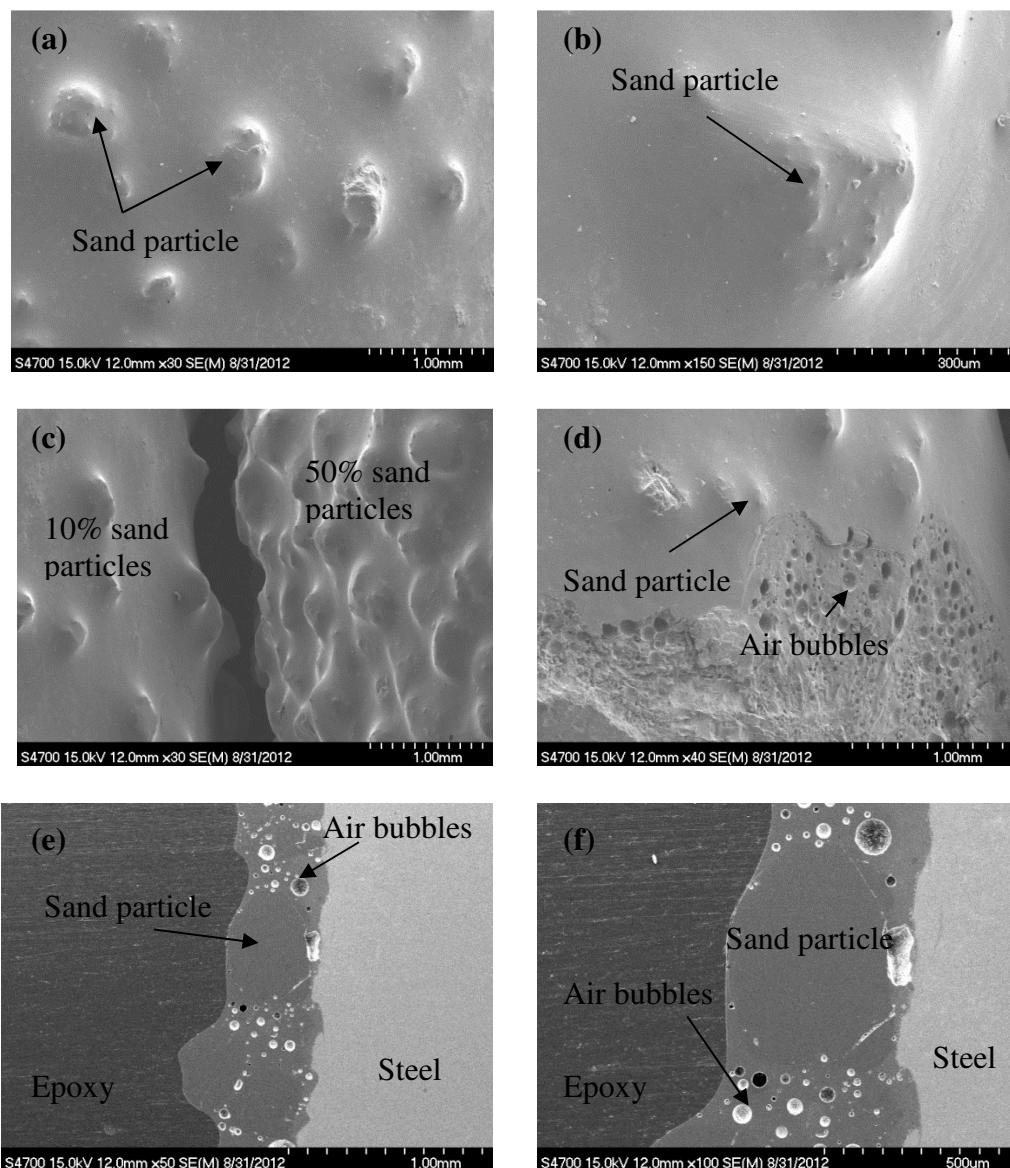 (a)
Sand particle
S4700 15.0kV 12.0mm x30 SE(M) 8/31/2012 1.00mm
(b)
Sand particle
S4700 15.0kV 12.0mm x150 SE(M) 8/31/2012 300um
(c)
50% sand
particles
10% sand
particles
S4700 15.0kV 12.0mm x30 SE(M) 8/31/2012 1.00mm
(d)
Sand particle
Air bubbles
S4700 15.0kV 12.0mm x40 SE(M) 8/31/2012 1.00mm
(e)
Air bubbles
Sand particle
Steel
Epoxy
S4700 15.0kV 12.0mm x50 SE(M) 8/31/2012 1.00mm
(f)
Sand particle
Air bubbles
Steel
Epoxy
S4700 15.0kV 12.0mm x100 SE(M) 8/31/2012 500um